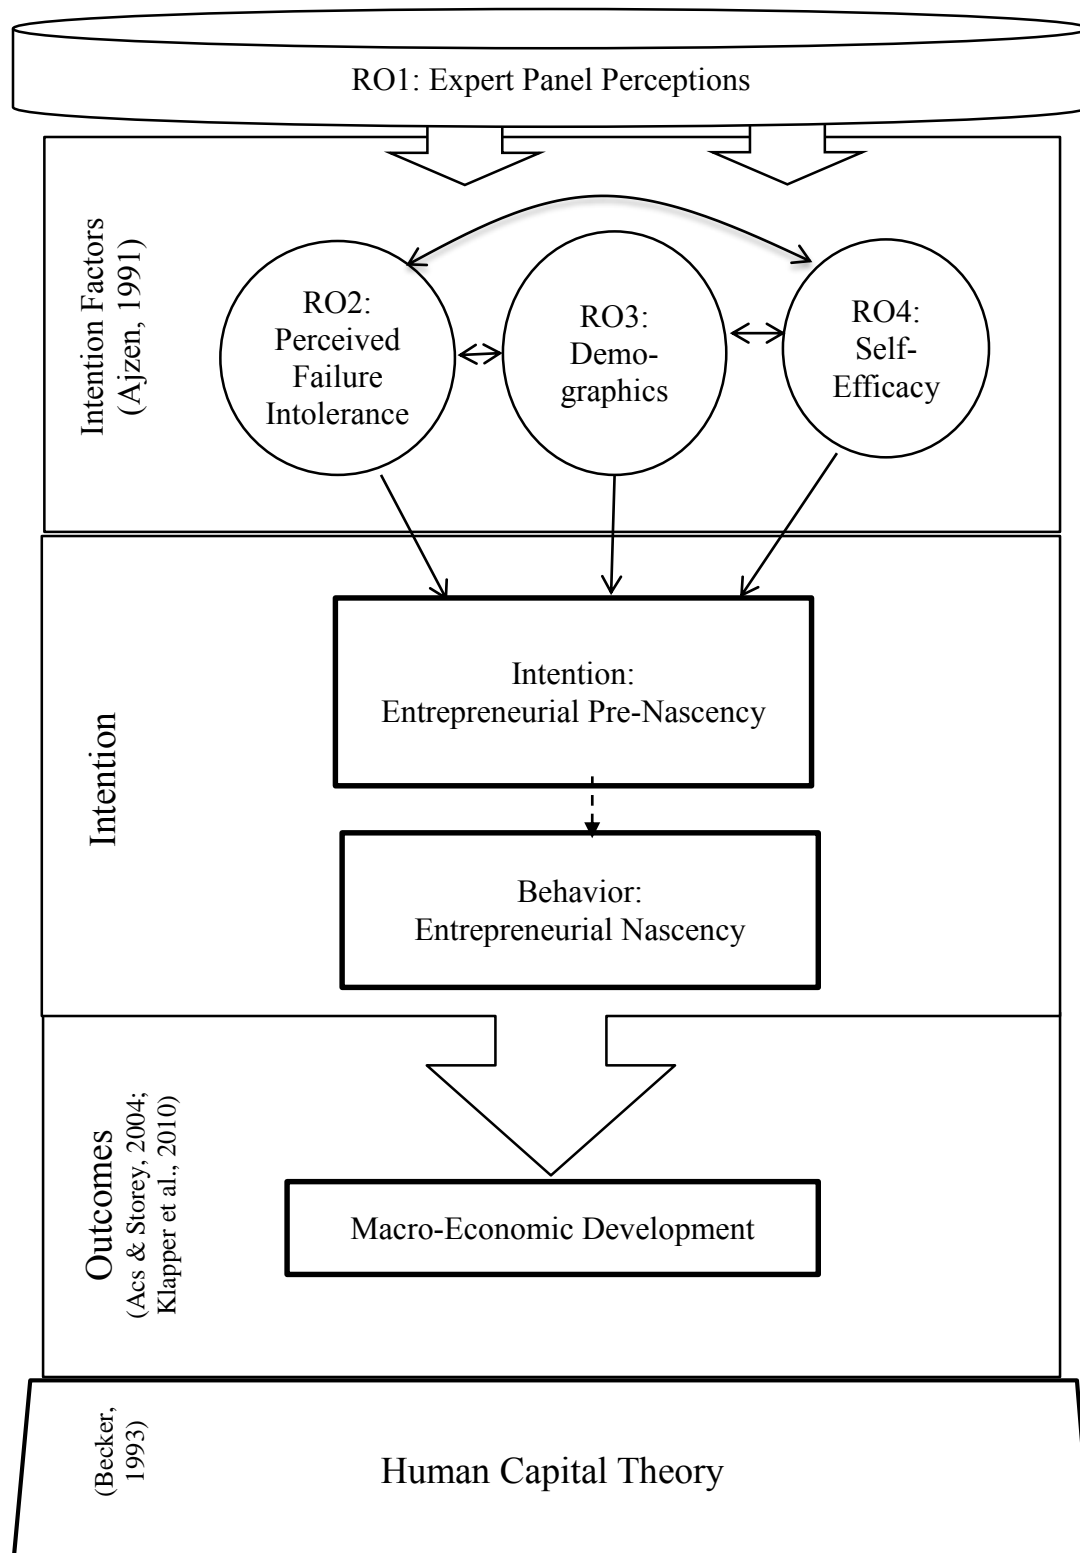 RO1: Expert Panel Perceptions
Intention Factors
(Ajzen, 1991)
RO2:
Perceived
Failure
Intolerance
RO3:
Demo-
graphics
RO4:
Self-
Efficacy
Intention
Intention:
Entrepreneurial Pre-Nascency
Behavior:
Entrepreneurial Nascency
Outcomes
(Acs & Storey, 2004;
Klapper et al., 2010)
Macro-Economic Development
(Becker,
1993)
Human Capital Theory